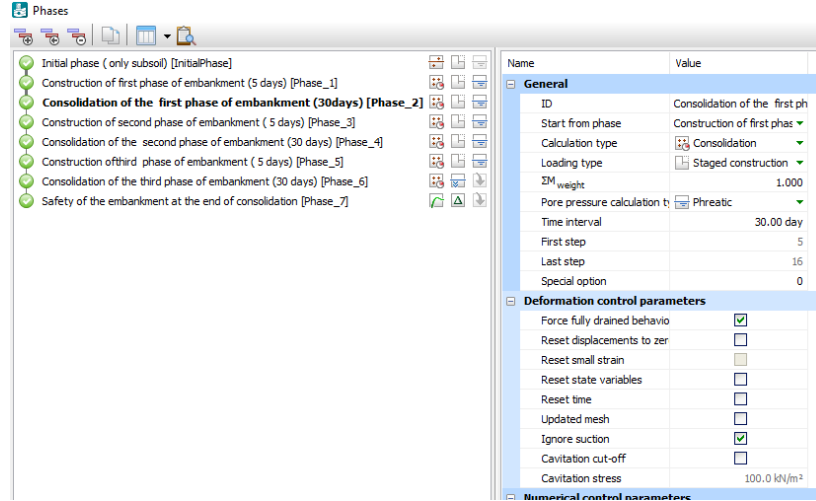 Phases
Initial phase ( only subsoil) [InitialPhase]
Construction of first phase of embankment (5 days) [Phase_1]
Consolidation of the  first phase of embankment (30days) [Phase_2]
Construction of second phase of embankment ( 5 days) [Phase_3]
Consolidation of the  second phase of embankment (30 days) [Phase_4]
Construction ofthird  phase of embankment ( 5 days) [Phase_5]
Consolidation of the third phase of embankment (30 days) [Phase_6]
Safety of the embankment at the end of consolidation [Phase_7]
Name Value
General
ID Consolidation of the  first ph
Start from phase Construction of first phas
Calculation type Consolidation
Loading type Staged construction
ΣM weight 1.000
Pore pressure calculation ty Phreatic
Time interval 30.00 day
First step 5
Last step 16
Special option 0
Deformation control parameters
Force fully drained behavio
Reset displacements to zer
Reset small strain
Reset state variables
Reset time
Updated mesh
Ignore suction
Cavitation cut-off
Cavitation stress 100.0 kN/m²
Numerical control parameters